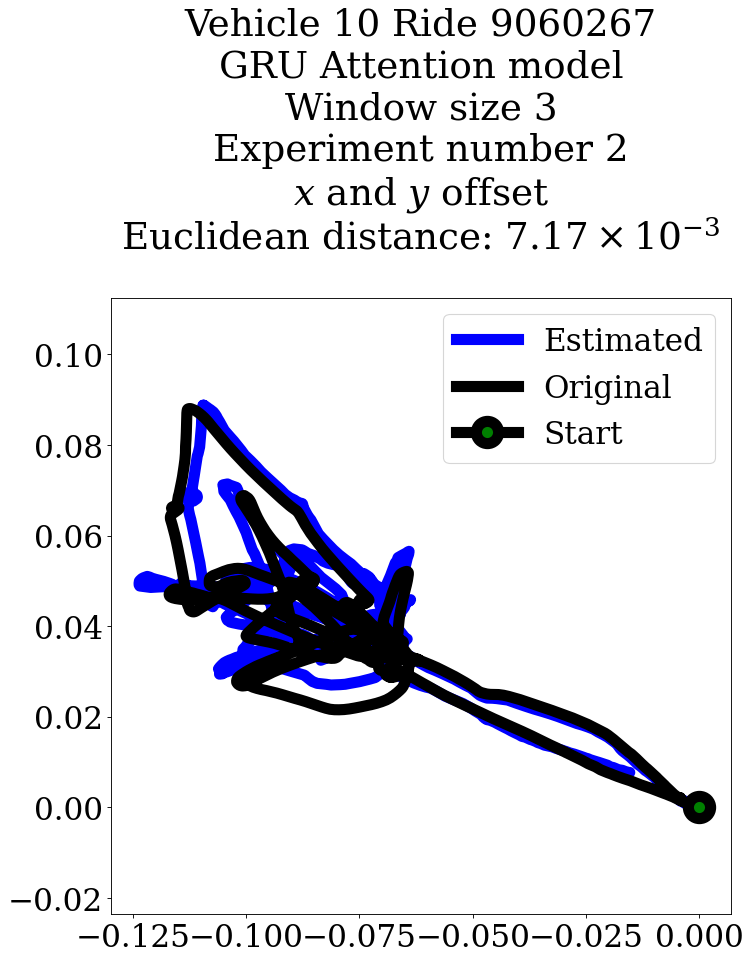 Vehicle 10 Ride 9060267
GRU Attention model
Window size 3
Experiment number 2
x and y offset
Euclidean distance: 7.17 × 10⁻³
Estimated
Original
Start
0.10
0.08
0.06
0.04
0.02
0.00
−0.02
−0.125 −0.100 −0.075 −0.050 −0.025 0.000